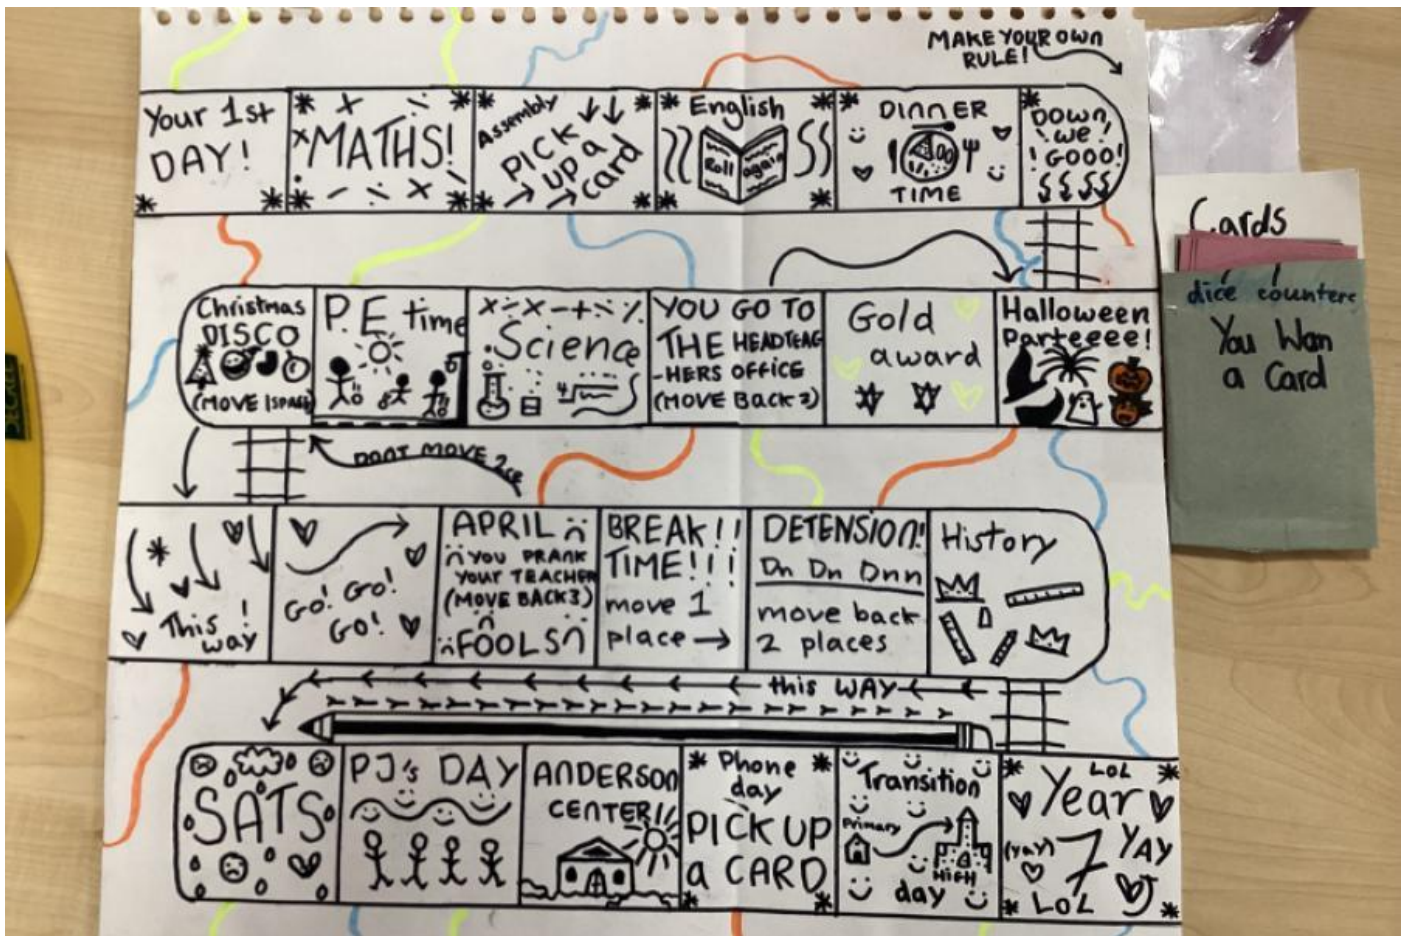 MAKE YOUR OWN
RULE!
Your 1st
DAY!
MATHS!
Assembly
PICK
UP a
card
English
Roll
again
DINNER
TIME
DOWN
we
GOOO!
Cards
dice counters
You Won
a Card
Christmas
DISCO
(MOVE 1 SPACE)
P.E time
Science
YOU GO TO
THE HEADTEAC
-HERS OFFICE
(MOVE BACK 2)
Gold
award
Halloween
Parteeee!
DONT MOVE
This!
way
GO! GO!
GO!
APRIL
YOU PRANK
YOUR TEACHER
(MOVE BACK 3)
FOOLS
BREAK!!
TIME!!!
move 1
place →
DETENSION!
Dn Dn Dnn
move back
2 places
History
this WAY
SATS
PJ's DAY
ANDERSON
CENTER!!
Phone
day
PICK UP
a CARD
Transition
Primary
HIGH
day
LOL
Year
7
(yay)
YAY
LOL